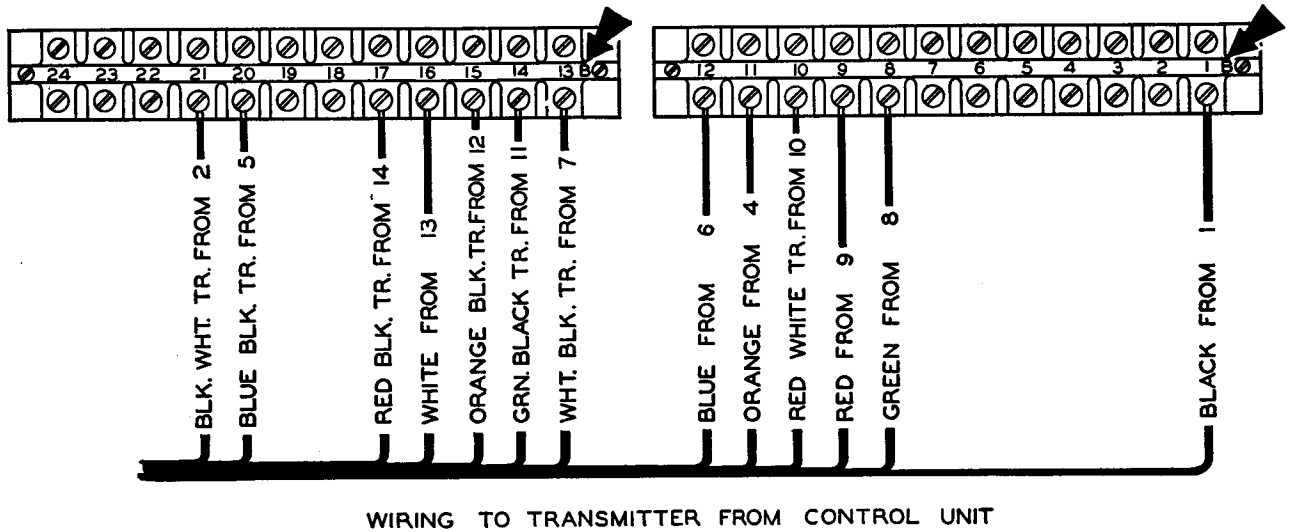 24 23 22 21 20 19 18 17 16 15 14 13 B
12 11 10 9 8 7 6 5 4 3 2 1 B
BLK. WHT. TR. FROM 2
BLUE BLK. TR. FROM 5
RED BLK. TR. FROM 14
WHITE FROM 13
ORANGE BLK. TR. FROM 12
GRN. BLACK TR. FROM 11
WHT. BLK. TR. FROM 7
BLUE FROM 6
ORANGE FROM 4
RED WHITE TR. FROM 10
RED FROM 9
GREEN FROM 8
BLACK FROM 1
WIRING TO TRANSMITTER FROM CONTROL UNIT